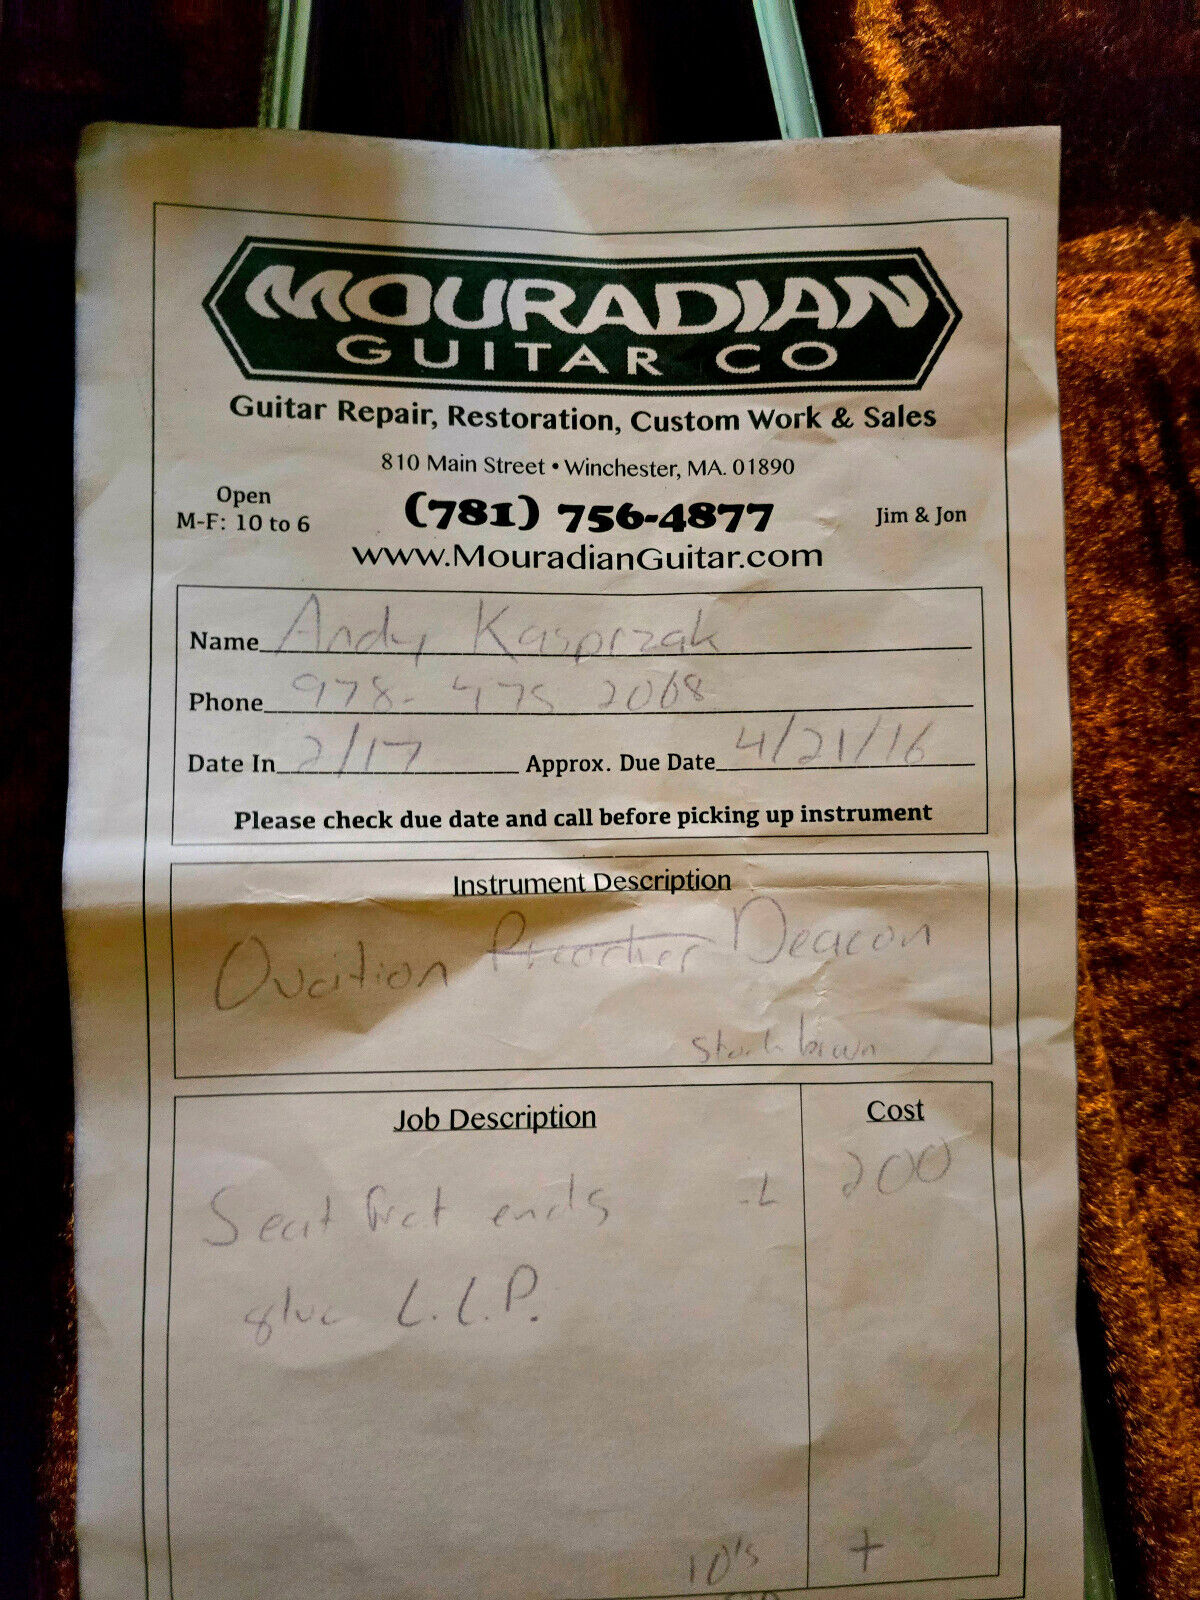 MOURADIAN
GUITAR CO
Guitar Repair, Restoration, Custom Work & Sales
810 Main Street • Winchester, MA. 01890
Open
M-F: 10 to 6
(781) 756-4877
Jim & Jon
www.MouradianGuitar.com
Name Andy Kasprzak
Phone 978-475 2068
Date In 2/17 Approx. Due Date 4/21/16
Please check due date and call before picking up instrument
Instrument Description
Ovation Preacher Deacon
brown
Job Description Cost
Seat fret ends 200
glue L.L.P.
10's +